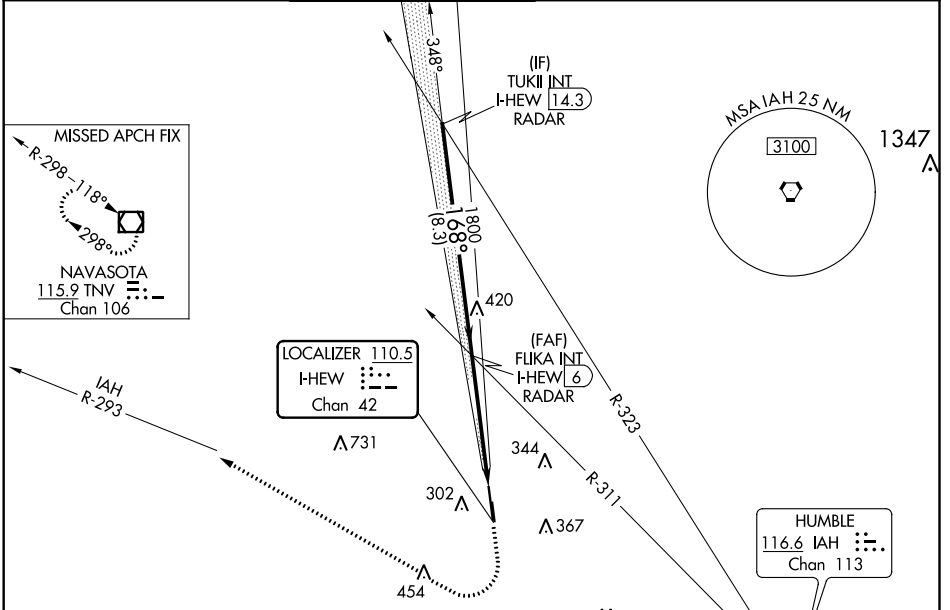 348°
(IF)
TUKII INT
I-HEW 14.3
RADAR
MSA IAH 25 NM
3100
1347
MISSED APCH FIX
R-298
118°
298°
NAVASOTA
115.9 TNV
Chan 106
1800
168°
(8.3)
420
(FAF)
FLIKA INT
I-HEW 6
RADAR
LOCALIZER 110.5
I-HEW
Chan 42
IAH
R-293
731
344
302
367
454
R-323
R-311
HUMBLE
116.6 IAH
Chan 113